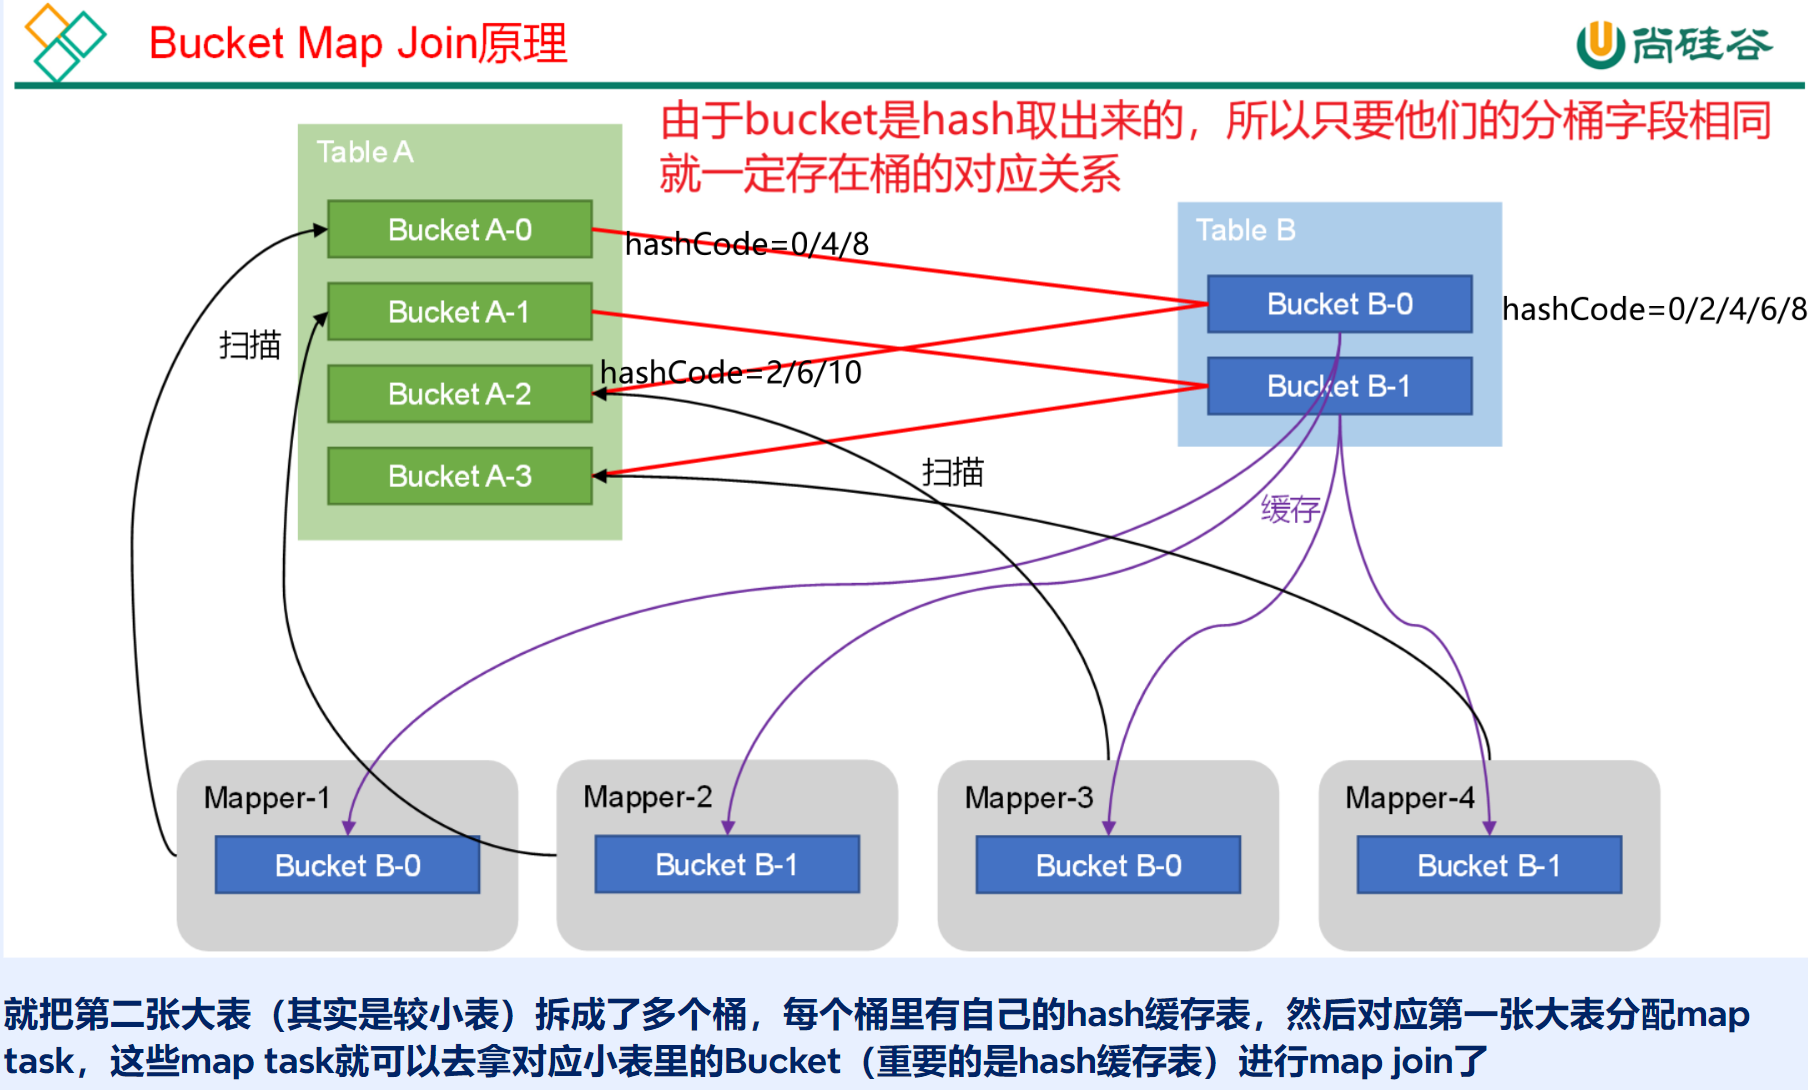 Bucket Map Join原理
尚硅谷
由于bucket是hash取出来的，所以只要他们的分桶字段相同
就一定存在桶的对应关系
Table A
Bucket A-0
hashCode=0/4/8
Bucket A-1
hashCode=2/6/10
Bucket A-2
Bucket A-3
Table B
Bucket B-0
hashCode=0/2/4/6/8
Bucket B-1
扫描
扫描
缓存
Mapper-1
Bucket B-0
Mapper-2
Bucket B-1
Mapper-3
Bucket B-0
Mapper-4
Bucket B-1
就把第二张大表（其实是较小表）拆成了多个桶，每个桶里有自己的hash缓存表，然后对应第一张大表分配map
task，这些map task就可以去拿对应小表里的Bucket（重要的是hash缓存表）进行map join了